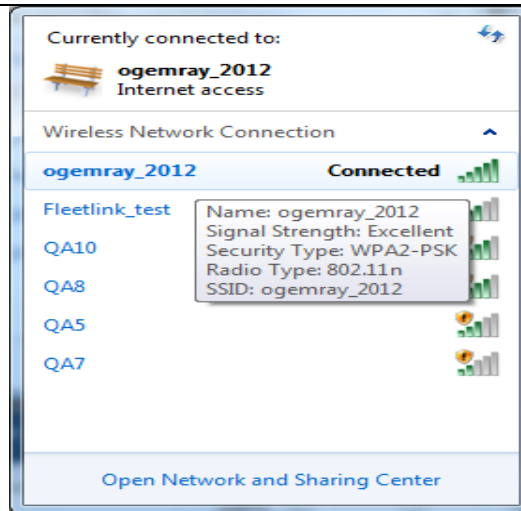 Currently connected to:
ogemray_2012
Internet access
Wireless Network Connection
ogemray_2012 Connected
Fleetlink_test
Name: ogemray_2012
Signal Strength: Excellent
Security Type: WPA2-PSK
Radio Type: 802.11n
SSID: ogemray_2012
QA10
QA8
QA5
QA7
Open Network and Sharing Center